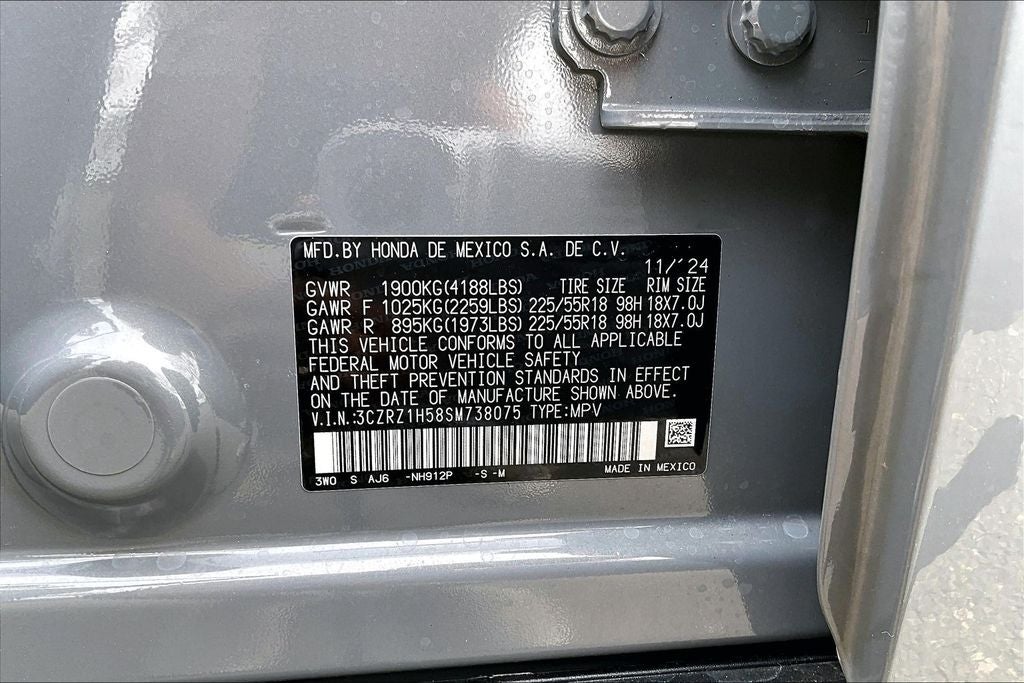 MFD.BY HONDA DE MEXICO S.A. DE C.V.
11/'24
GVWR 1900KG(4188LBS) TIRE SIZE RIM SIZE
GAWR F 1025KG(2259LBS) 225/55R18 98H 18X7.0J
GAWR R 895KG(1973LBS) 225/55R18 98H 18X7.0J
THIS VEHICLE CONFORMS TO ALL APPLICABLE
FEDERAL MOTOR VEHICLE SAFETY
AND THEFT PREVENTION STANDARDS IN EFFECT
ON THE DATE OF MANUFACTURE SHOWN ABOVE.
V.I.N.:3CZRZ1H58SM738075 TYPE:MPV
3WO S AJ6 -NH912P -S -M MADE IN MEXICO